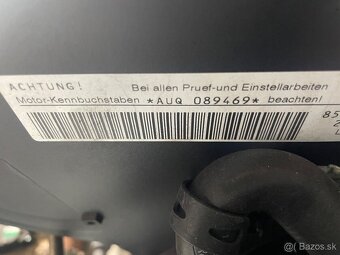 ACHTUNG! Bei allen Pruef-und Einstellarbeiten
Motor-Kennbuchstaben *AUQ 089469* beachten!
85
© bazos.sk